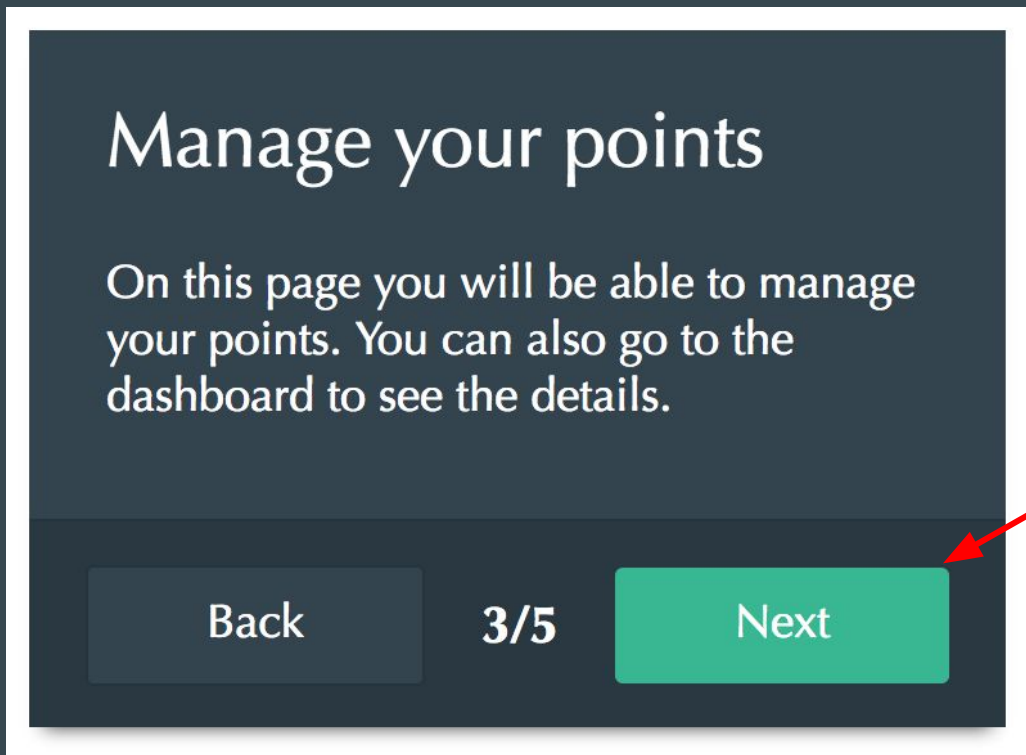 Manage your points
On this page you will be able to manage
your points. You can also go to the
dashboard to see the details.
Back
3/5
Next